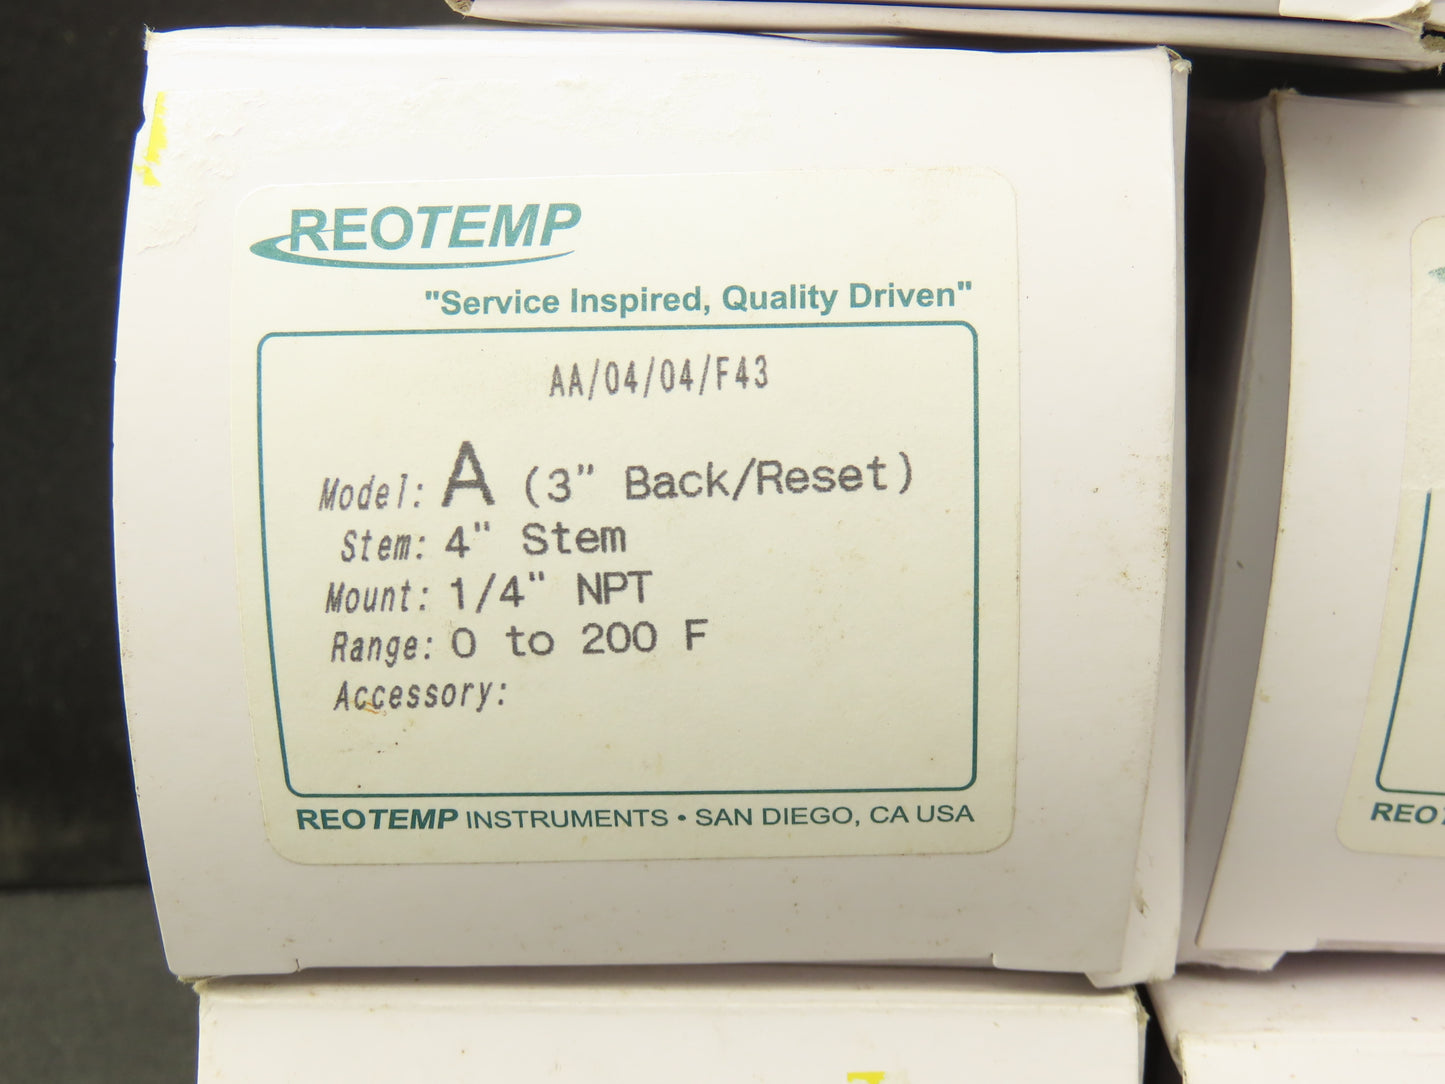 REOTEMP
"Service Inspired, Quality Driven"
AA/04/04/F43
Model: A (3" Back/Reset)
Stem: 4" Stem
Mount: 1/4" NPT
Range: 0 to 200 F
Accessory:
REOTEMP INSTRUMENTS • SAN DIEGO, CA USA